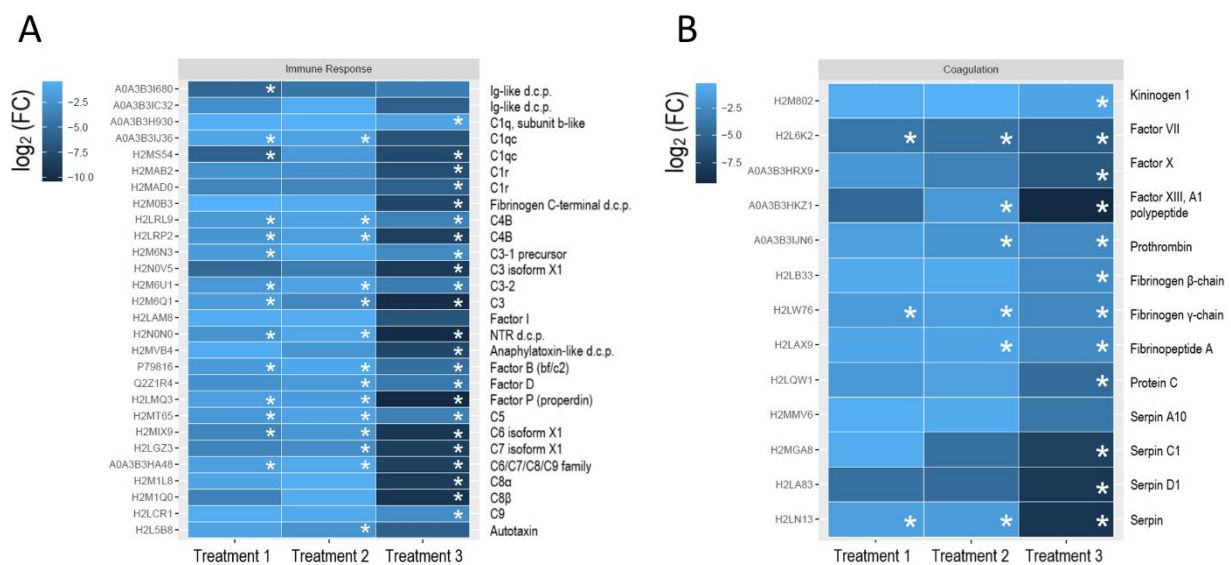 A
B
Immune Response
log2 (FC)
−2.5
−5.0
−7.5
−10.0
A0A3B3I680 * Ig-like d.c.p.
A0A3B3IC32 Ig-like d.c.p.
A0A3B3H930 * C1q, subunit b-like
A0A3B3IJ36 * * C1qc
H2MS54 * * C1qc
H2MAB2 * C1r
H2MAD0 * C1r
H2M0B3 * Fibrinogen C-terminal d.c.p.
H2LRL9 * * * C4B
H2LRP2 * * * C4B
H2M6N3 * * C3-1 precursor
H2N0V5 * C3 isoform X1
H2M6U1 * * * C3-2
H2M6Q1 * * * C3
H2LAM8 Factor I
H2N0N0 * * * NTR d.c.p.
H2MVB4 * Anaphylatoxin-like d.c.p.
P79816 * * * Factor B (bf/c2)
Q2Z1R4 * * Factor D
H2LMQ3 * * * Factor P (properdin)
H2MT65 * * * C5
H2MIX9 * * * C6 isoform X1
H2LGZ3 * * C7 isoform X1
A0A3B3HA48 * * * C6/C7/C8/C9 family
H2M1L8 * C8α
H2M1Q0 * C8β
H2LCR1 * C9
H2L5B8 * Autotaxin
Treatment 1 Treatment 2 Treatment 3
Coagulation
log2 (FC)
−2.5
−5.0
−7.5
H2M802 * Kininogen 1
H2L6K2 * * * Factor VII
A0A3B3HRX9 * Factor X
A0A3B3HKZ1 * * Factor XIII, A1
polypeptide
A0A3B3IJN6 * * Prothrombin
H2LB33 * Fibrinogen β-chain
H2LW76 * * * Fibrinogen γ-chain
H2LAX9 * * Fibrinopeptide A
H2LQW1 * Protein C
H2MMV6 Serpin A10
H2MGA8 * Serpin C1
H2LA83 * Serpin D1
H2LN13 * * * Serpin
Treatment 1 Treatment 2 Treatment 3